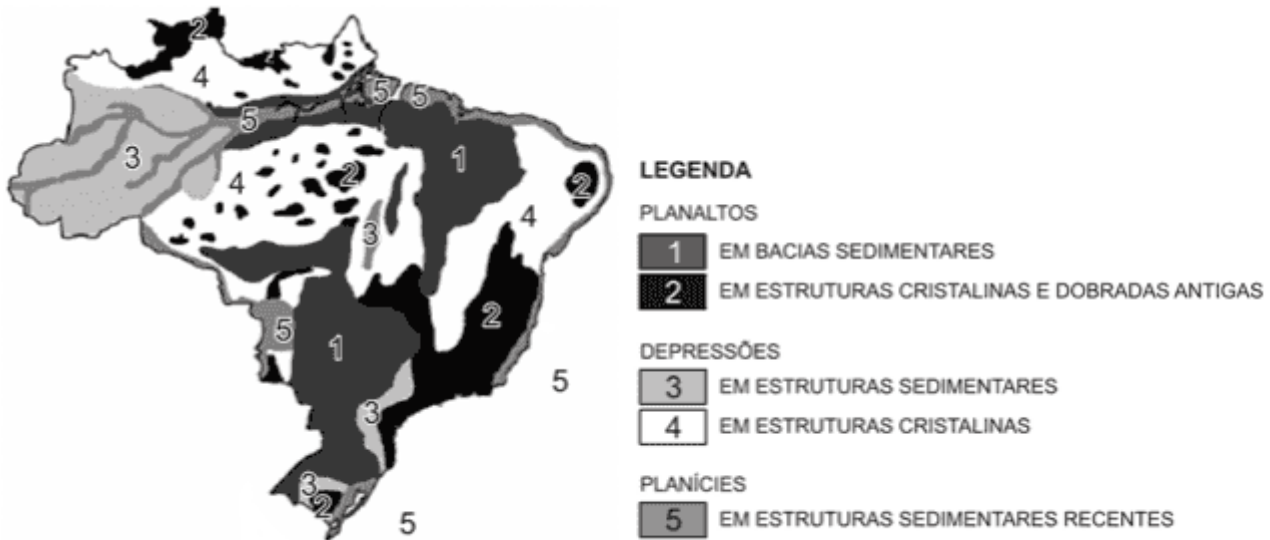 2
2
4
5
5
5
3
1
2
2
4
4
3
2
5
1
5
3
3
2
5
LEGENDA
PLANALTOS
1 EM BACIAS SEDIMENTARES
2 EM ESTRUTURAS CRISTALINAS E DOBRADAS ANTIGAS
DEPRESSÕES
3 EM ESTRUTURAS SEDIMENTARES
4 EM ESTRUTURAS CRISTALINAS
PLANÍCIES
5 EM ESTRUTURAS SEDIMENTARES RECENTES